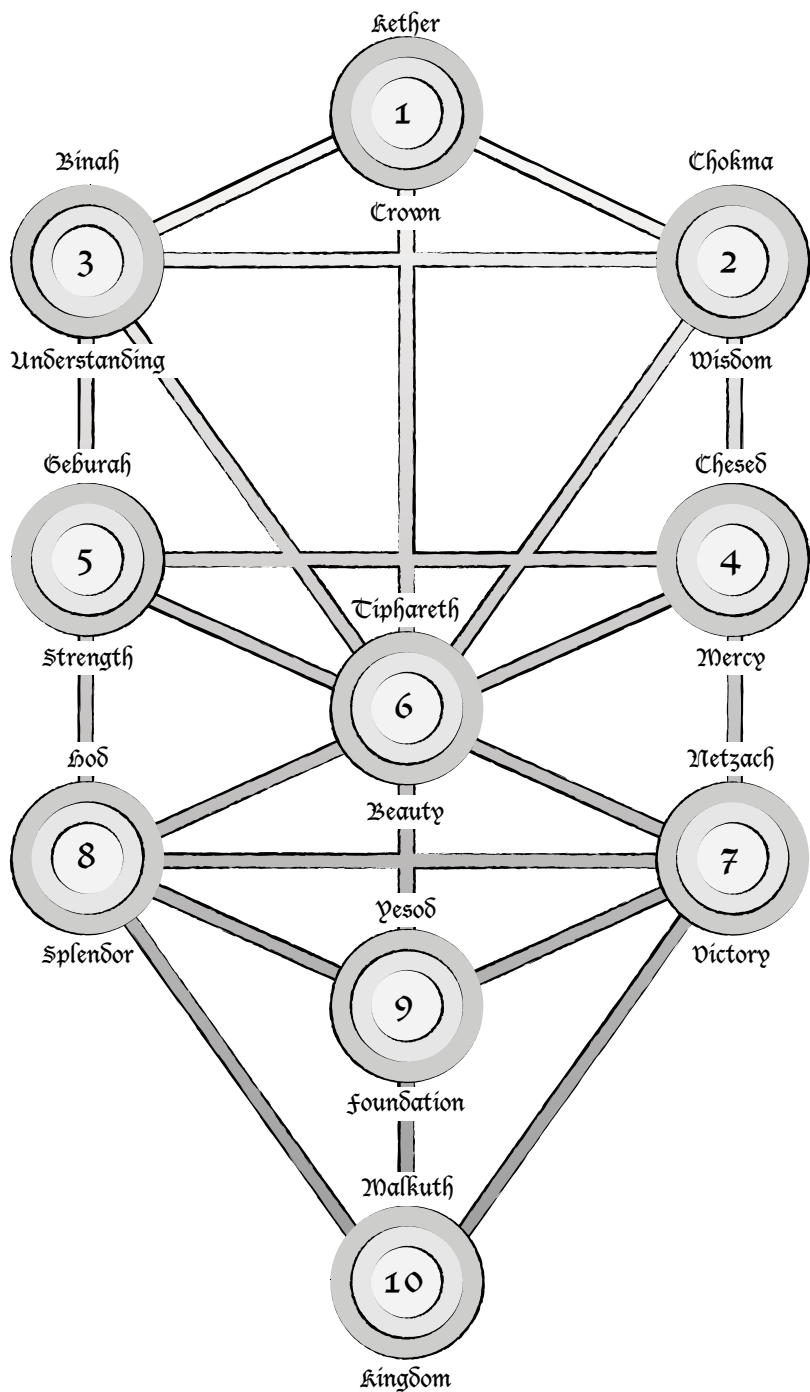 Kether
1
Crown
Binah
3
Understanding
Chokma
2
Wisdom
Geburah
5
Strength
Chesed
4
Mercy
Tiphareth
6
Beauty
Hod
8
Splendor
Netzach
7
Victory
Yesod
9
Foundation
Malkuth
10
Kingdom